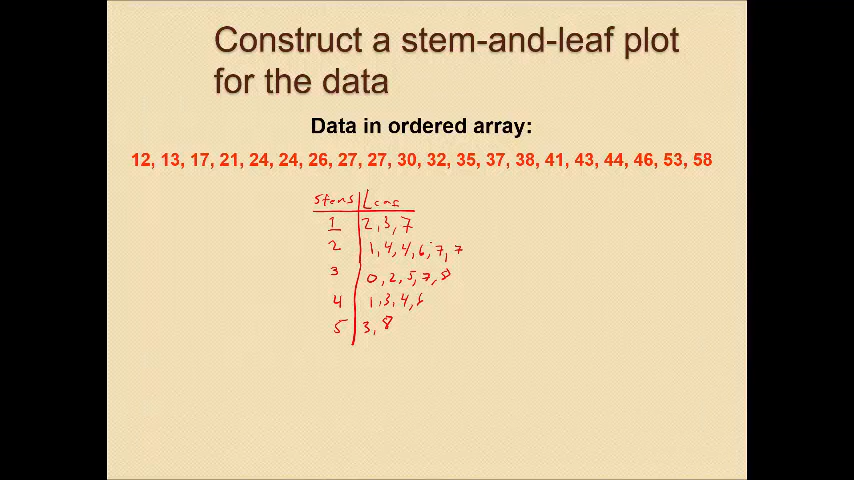 Construct a stem-and-leaf plot
for the data
Data in ordered array:
12, 13, 17, 21, 24, 24, 26, 27, 27, 30, 32, 35, 37, 38, 41, 43, 44, 46, 53, 58
Stems
1 2, 3, 7
2 1, 4, 4, 6, 7, 7
3 0, 2, 5, 7, 8
4 1, 3, 4, 6
5 3, 8